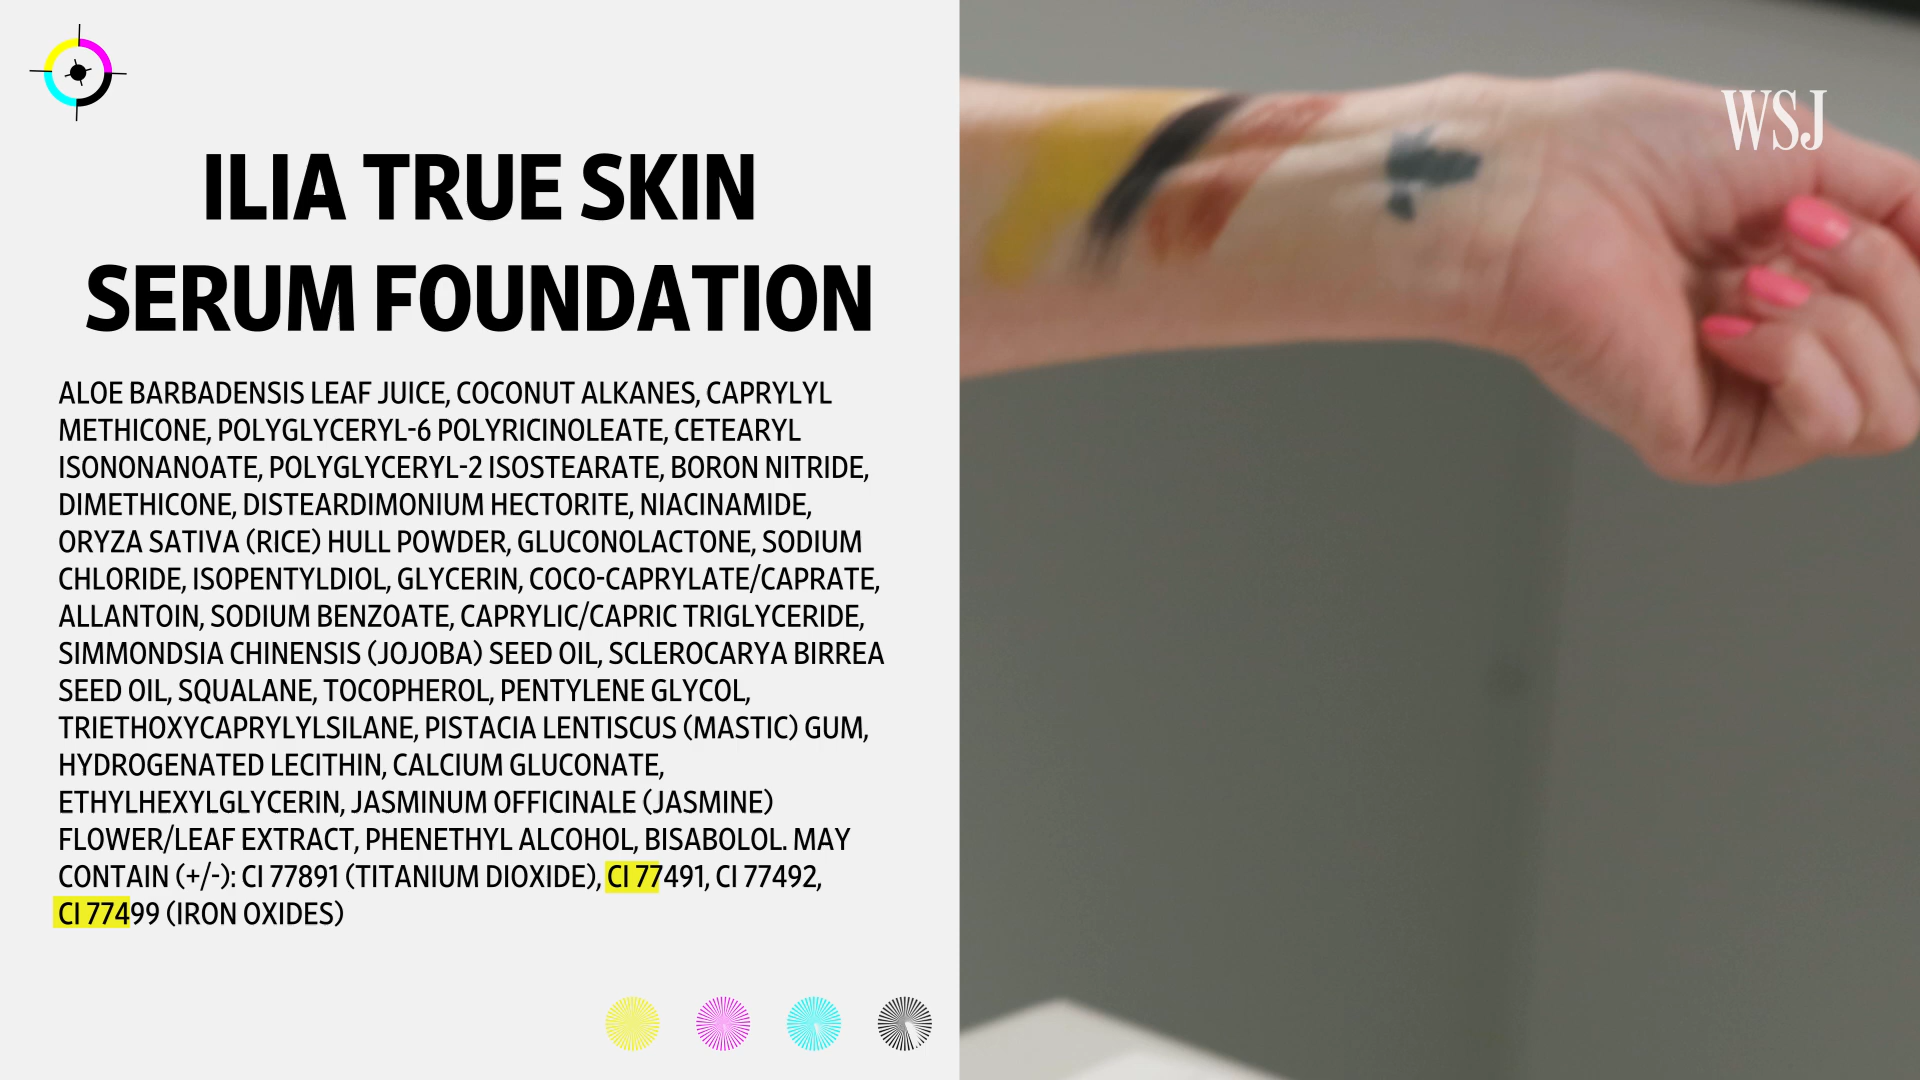 ILIA TRUE SKIN
SERUM FOUNDATION
ALOE BARBADENSIS LEAF JUICE, COCONUT ALKANES, CAPRYLYL
METHICONE, POLYGLYCERYL-6 POLYRICINOLEATE, CETEARYL
ISONONANOATE, POLYGLYCERYL-2 ISOSTEARATE, BORON NITRIDE,
DIMETHICONE, DISTEARDIMONIUM HECTORITE, NIACINAMIDE,
ORYZA SATIVA (RICE) HULL POWDER, GLUCONOLACTONE, SODIUM
CHLORIDE, ISOPENTYLDIOL, GLYCERIN, COCO-CAPRYLATE/CAPRATE,
ALLANTOIN, SODIUM BENZOATE, CAPRYLIC/CAPRIC TRIGLYCERIDE,
SIMMONDSIA CHINENSIS (JOJOBA) SEED OIL, SCLEROCARYA BIRREA
SEED OIL, SQUALANE, TOCOPHEROL, PENTYLENE GLYCOL,
TRIETHOXYCAPRYLYLSILANE, PISTACIA LENTISCUS (MASTIC) GUM,
HYDROGENATED LECITHIN, CALCIUM GLUCONATE,
ETHYLHEXYLGLYCERIN, JASMINUM OFFICINALE (JASMINE)
FLOWER/LEAF EXTRACT, PHENETHYL ALCOHOL, BISABOLOL. MAY
CONTAIN (+/-): CI 77891 (TITANIUM DIOXIDE), CI 77491, CI 77492,
CI 77499 (IRON OXIDES)
WSJ